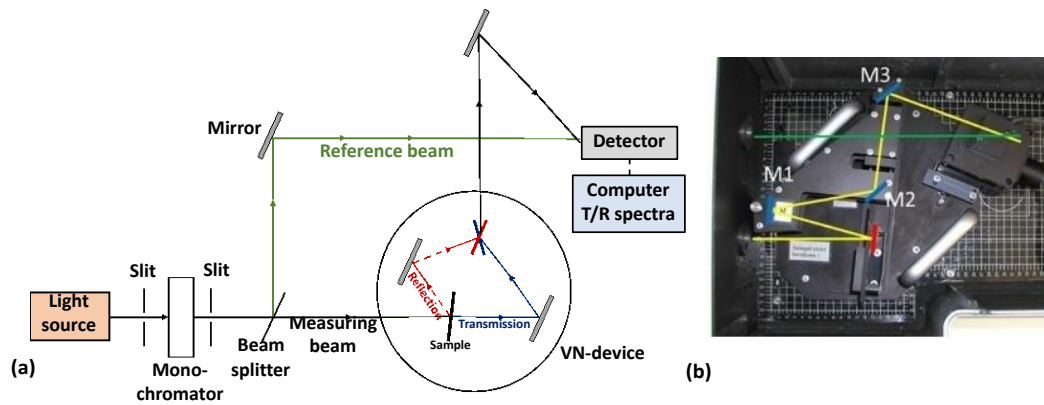 Mirror
Reference beam
Detector
Computer
T/R spectra
Slit
Slit
Light
source
Mono-
chromator
Beam
splitter
Measuring
beam
Reflection
Transmission
Sample
VN-device
(a)
M3
M1
M2
(b)